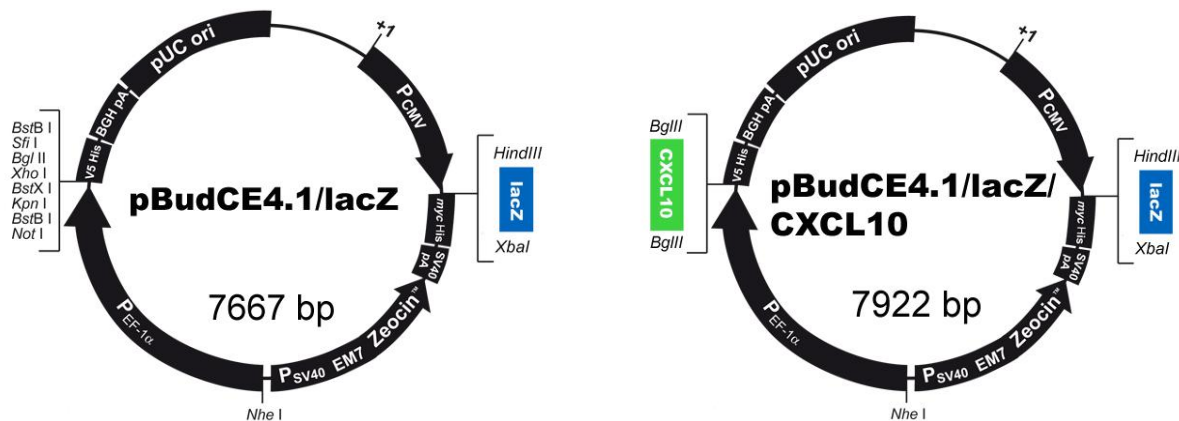 pUC ori
+1
PCMV
BGH pA
V5 His
BstB I
Sfi I
Bgl II
Xho I
BstX I
Kpn I
BstB I
Not I
pBudCE4.1/lacZ
HindIII
lacZ
XbaI
myc His
SV40
pA
7667 bp
PEF-1α
PSV40 EM7 Zeocin™
Nhe I
pUC ori
+1
PCMV
BGH pA
V5 His
BglII
CXCL10
BglII
pBudCE4.1/lacZ/
CXCL10
HindIII
lacZ
XbaI
myc His
SV40
pA
7922 bp
PEF-1α
PSV40 EM7 Zeocin™
Nhe I